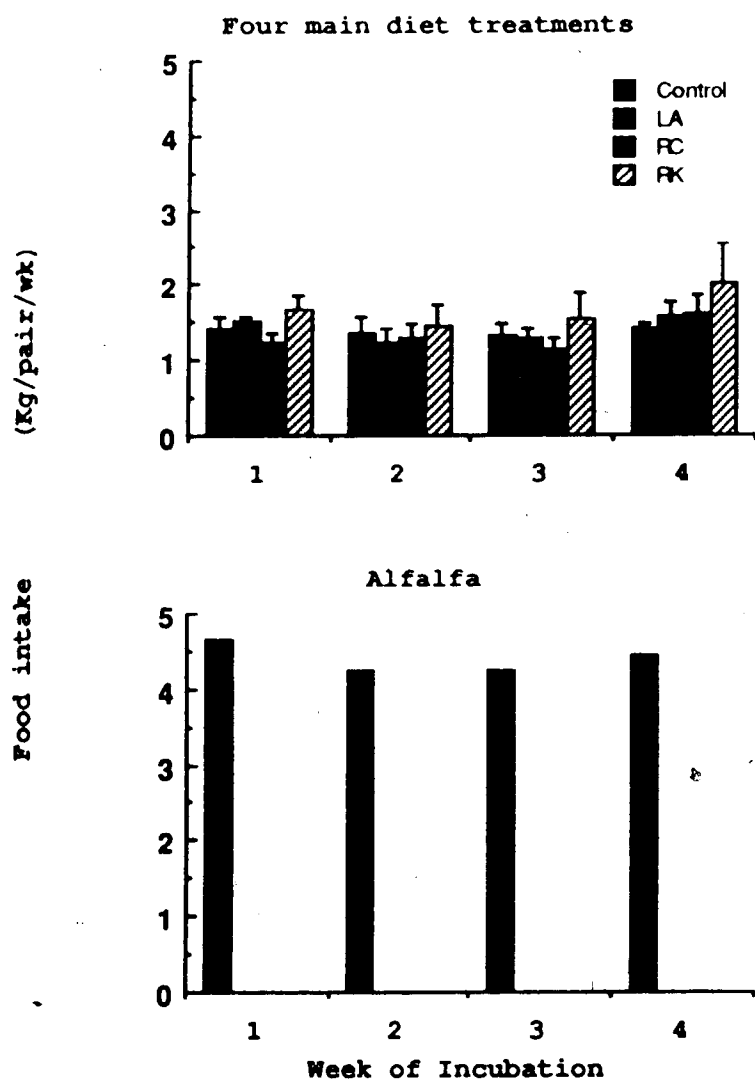 Four main diet treatments
5
4
3
2
1
0
Control
LA
RC
RK
1 2 3 4
(Kg/pair/wk)
Food intake
Alfalfa
5
4
3
2
1
0
1 2 3 4
Week of Incubation